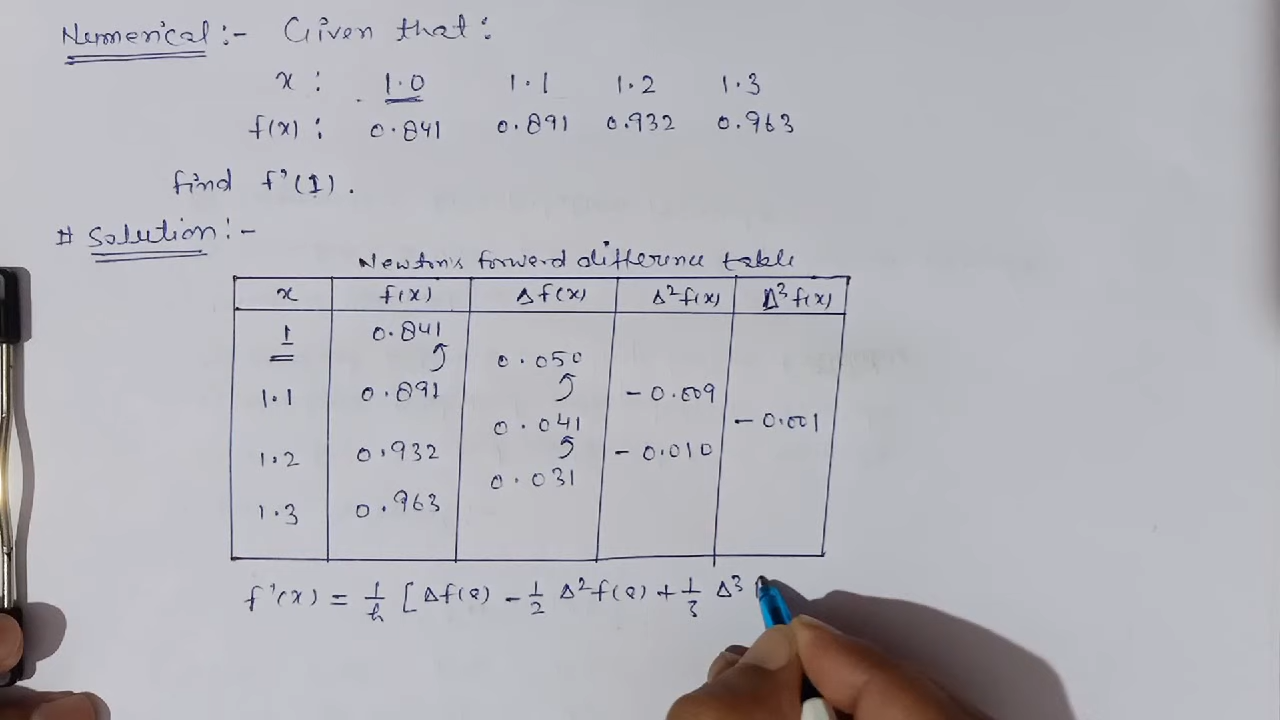 Numerical:- Given that:
x : 1.0 1.1 1.2 1.3
f(x) : 0.841 0.891 0.932 0.963
find f'(1).
# Solution:-
Newton's forward difference table
x f(x) Δf(x) Δ²f(x) Δ³f(x)
1 0.841
0.050
1.1 0.891 -0.009
0.041 -0.001
1.2 0.932 -0.010
0.031
1.3 0.963
f'(x) = 1/h [Δf(a) - 1/2 Δ²f(a) + 1/3 Δ³